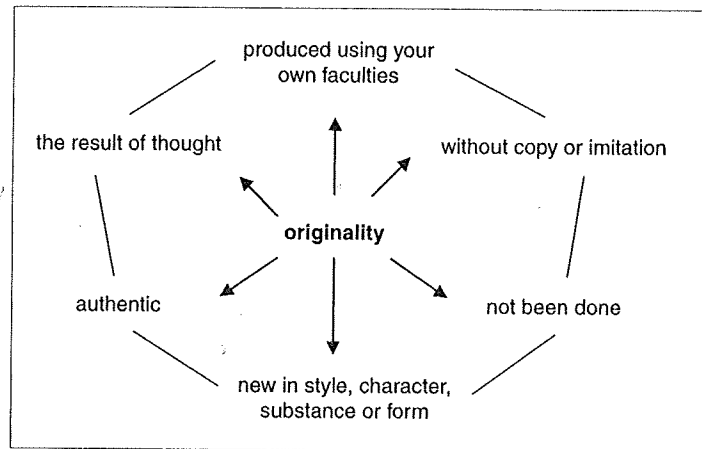 produced using your
own faculties
the result of thought
without copy or imitation
originality
authentic
not been done
new in style, character,
substance or form